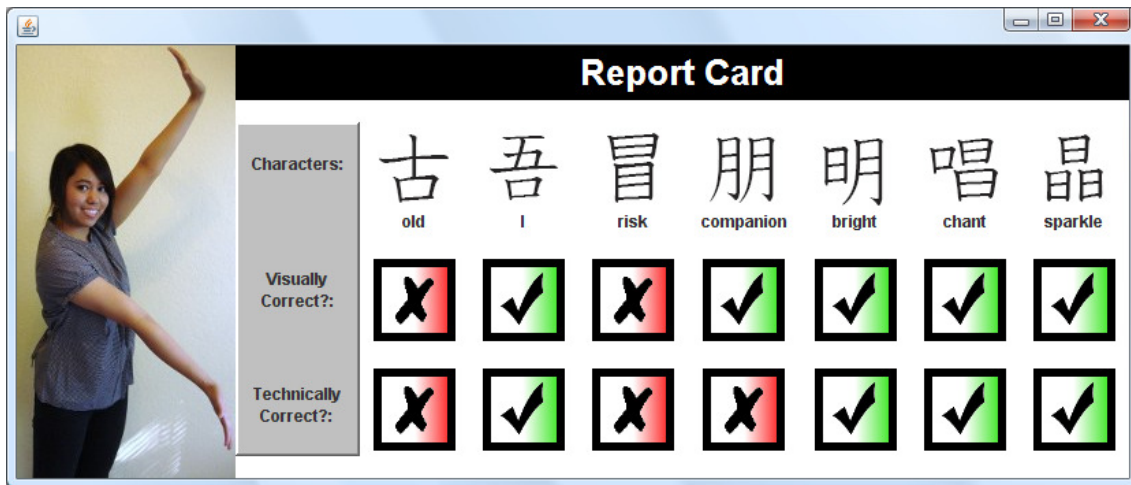 Report Card
Characters:
古 吾 冒 朋 明 唱 晶
old I risk companion bright chant sparkle
Visually
Correct?:
Technically
Correct?: